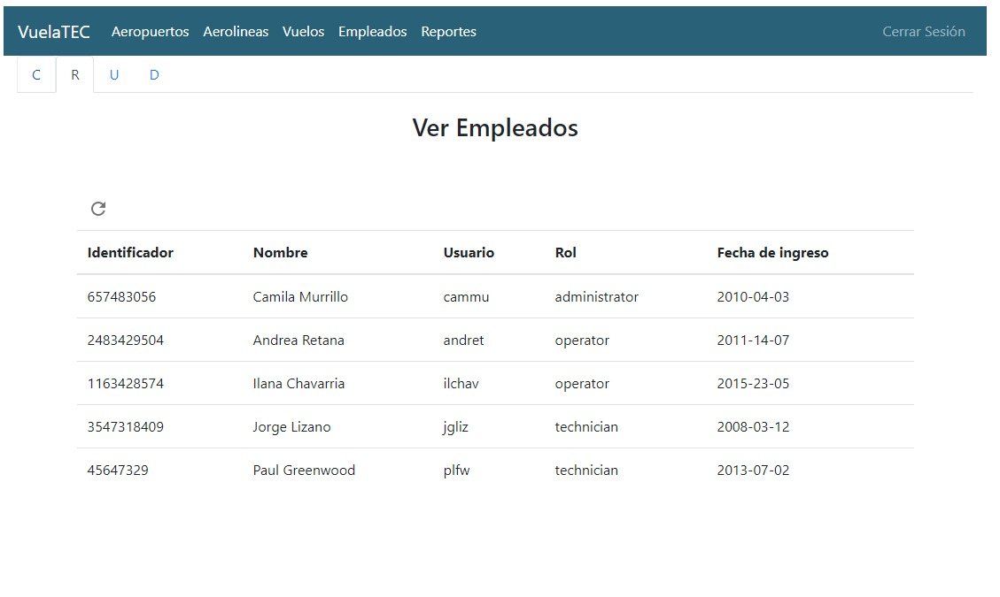 VuelaTEC Aeropuertos Aerolineas Vuelos Empleados Reportes Cerrar Sesión
C R U D
Ver Empleados
Identificador Nombre Usuario Rol Fecha de ingreso
657483056 Camila Murrillo cammu administrator 2010-04-03
2483429504 Andrea Retana andret operator 2011-14-07
1163428574 Ilana Chavarria ilchav operator 2015-23-05
3547318409 Jorge Lizano jgliz technician 2008-03-12
45647329 Paul Greenwood plfw technician 2013-07-02